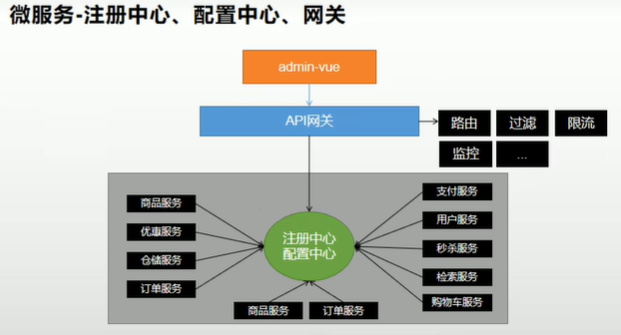 微服务-注册中心、配置中心、网关
admin-vue
API网关
路由
过滤
限流
监控
...
商品服务
优惠服务
仓储服务
订单服务
注册中心
配置中心
支付服务
用户服务
秒杀服务
检索服务
购物车服务
商品服务
订单服务